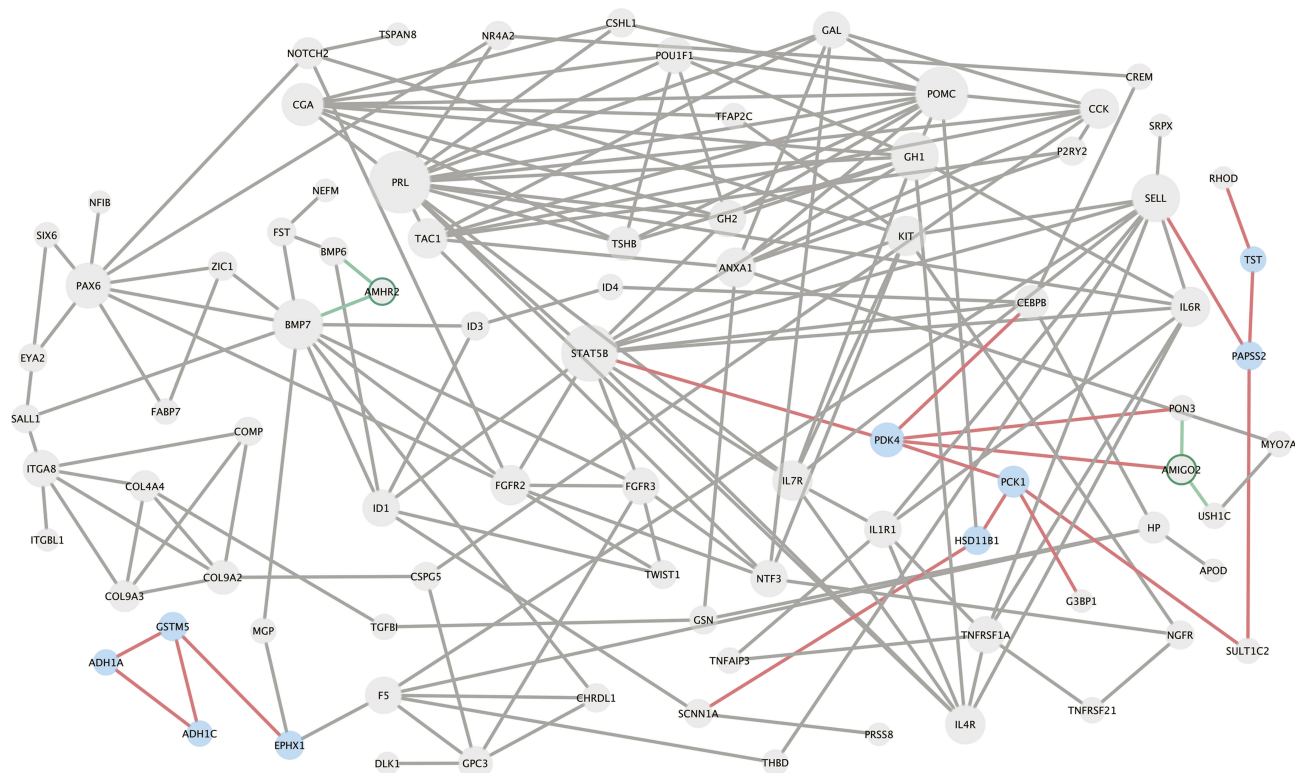 CSHL1
GAL
TSPAN8
NR4A2
NOTCH2
POU1F1
CREM
POMC
CGA
CCK
TFAP2C
SRPX
P2RY2
GH1
RHOD
PRL
NEFM
SELL
NFIB
GH2
SIX6
FST
TAC1
TSHB
KIT
BMP6
TST
ZIC1
ANXA1
PAX6
AMHR2
ID4
CEBPB
IL6R
BMP7
ID3
STAT5B
EYA2
PAPSS2
FABP7
PON3
SALL1
COMP
PDK4
MYO7A
ITGA8
AMIGO2
COL4A4
FGFR2
FGFR3
IL7R
PCK1
ID1
USH1C
IL1R1
HP
ITGBL1
HSD11B1
APOD
COL9A2
CSPG5
TWIST1
NTF3
COL9A3
G3BP1
GSN
GSTM5
MGP
TGFBI
TNFRSF1A
NGFR
SULT1C2
ADH1A
TNFAIP3
F5
CHRDL1
TNFRSF21
SCNN1A
IL4R
ADH1C
PRSS8
EPHX1
DLK1
GPC3
THBD